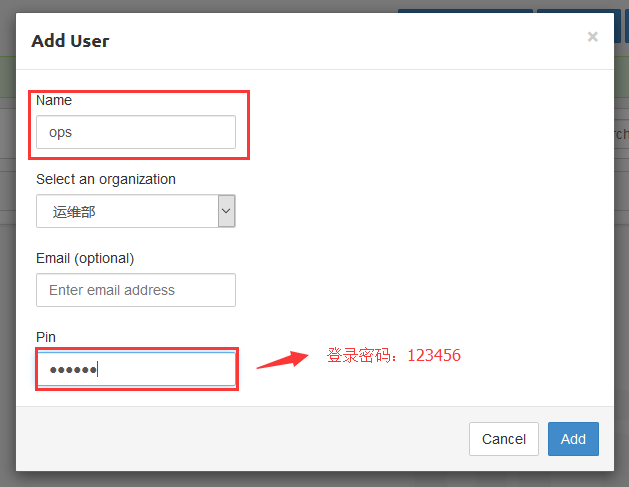 Add User
×
Name
ops
Select an organization
运维部
Email (optional)
Enter email address
Pin
●●●●●●
登录密码：123456
Cancel
Add